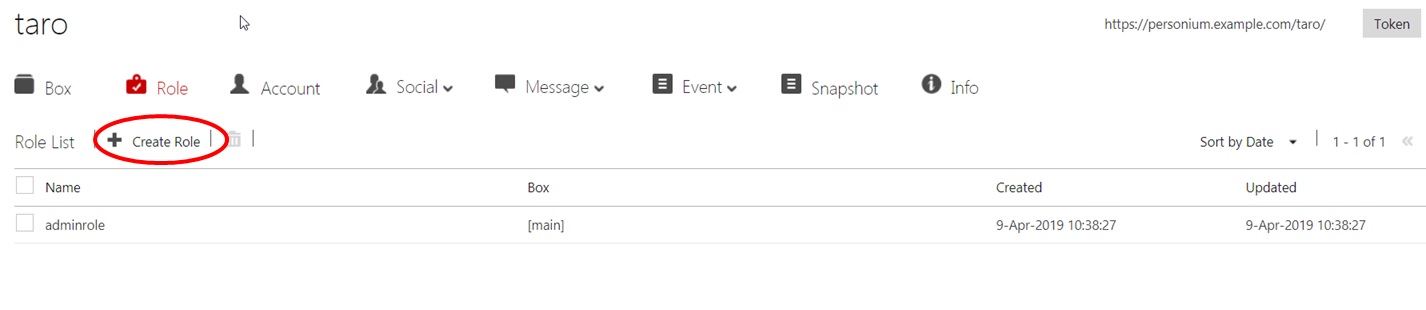 taro https://personium.example.com/taro/ Token
Box Role Account Social Message Event Snapshot Info
Role List Create Role Sort by Date 1 - 1 of 1
Name Box Created Updated
adminrole [main] 9-Apr-2019 10:38:27 9-Apr-2019 10:38:27